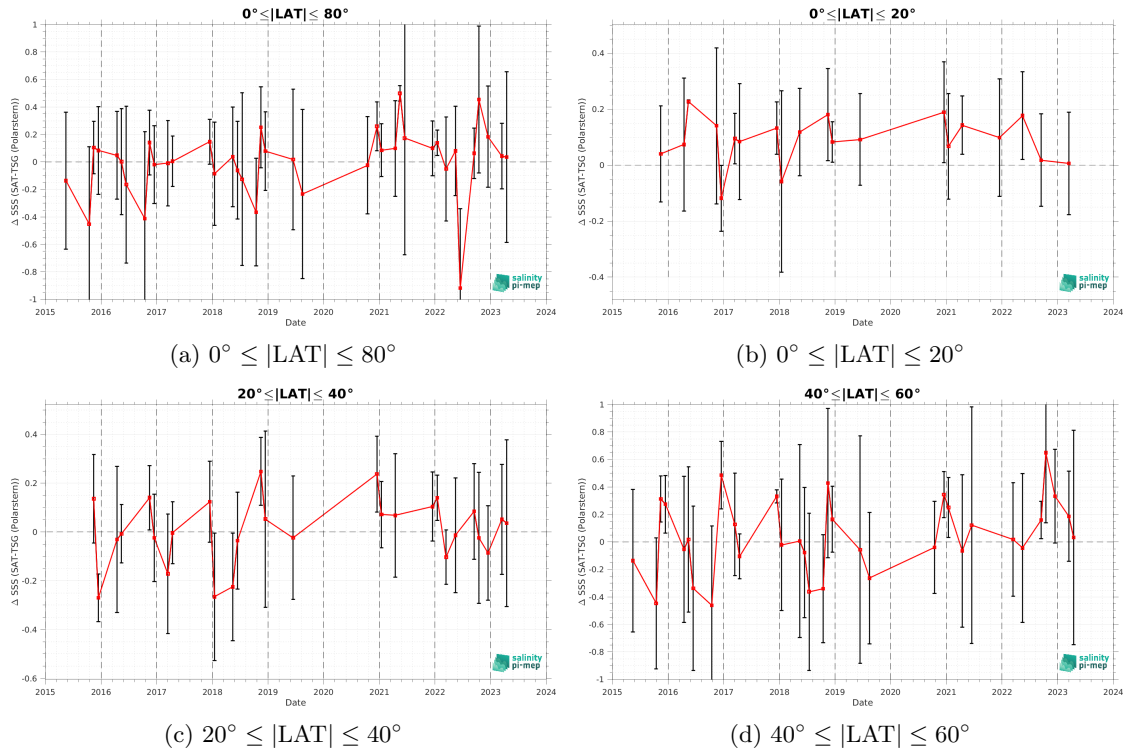 0°≤|LAT|≤ 80°
Δ SSS (SAT-TSG (Polarstern))
1
0.8
0.6
0.4
0.2
0
-0.2
-0.4
-0.6
-0.8
-1
2015 2016 2017 2018 2019 2020 2021 2022 2023 2024
Date
salinity
pi-mep
(a) 0° ≤ |LAT| ≤ 80°
0°≤|LAT|≤ 20°
Δ SSS (SAT-TSG (Polarstern))
0.4
0.2
0
-0.2
-0.4
2015 2016 2017 2018 2019 2020 2021 2022 2023 2024
Date
salinity
pi-mep
(b) 0° ≤ |LAT| ≤ 20°
20°≤|LAT|≤ 40°
Δ SSS (SAT-TSG (Polarstern))
0.4
0.2
0
-0.2
-0.4
-0.6
2015 2016 2017 2018 2019 2020 2021 2022 2023 2024
Date
salinity
pi-mep
(c) 20° ≤ |LAT| ≤ 40°
40°≤|LAT|≤ 60°
Δ SSS (SAT-TSG (Polarstern))
1
0.8
0.6
0.4
0.2
0
-0.2
-0.4
-0.6
-0.8
-1
2015 2016 2017 2018 2019 2020 2021 2022 2023 2024
Date
salinity
pi-mep
(d) 40° ≤ |LAT| ≤ 60°